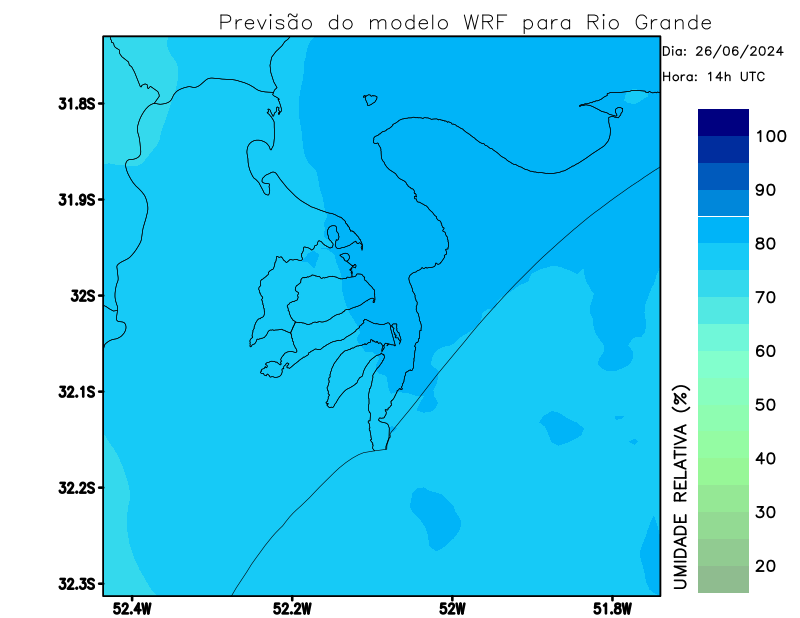 Previsão do modelo WRF para Rio Grande
Dia: 26/06/2024
Hora: 14h UTC
31.8S
31.9S
32S
32.1S
32.2S
32.3S
52.4W
52.2W
52W
51.8W
UMIDADE RELATIVA (%)
100
90
80
70
60
50
40
30
20